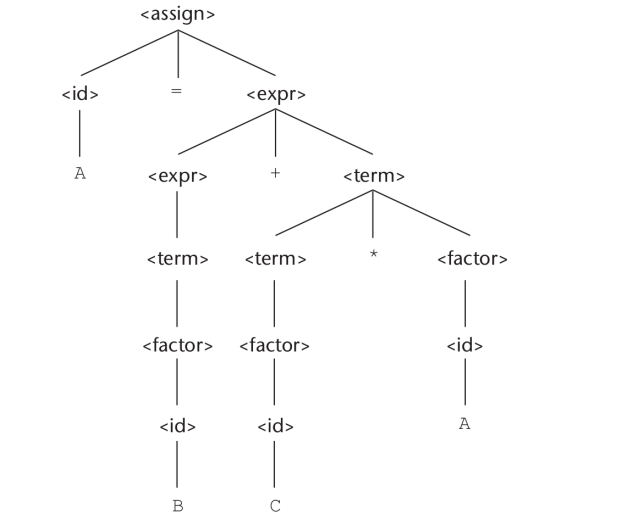 <assign>
<id> = <expr>
A <expr> + <term>
<term> <term> * <factor>
<factor> <factor> <id>
<id> <id> A
B C